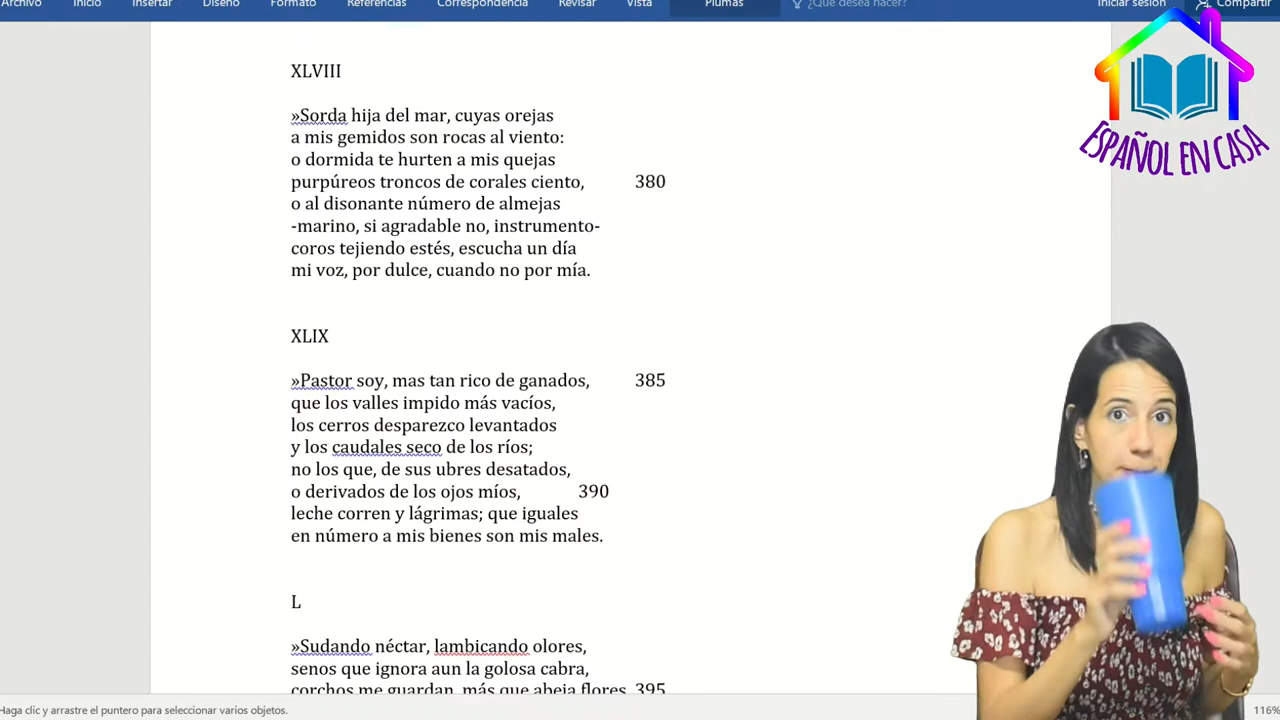 Archivo Inicio Insertar Diseño Formato Referencias Correspondencia Revisar Vista Plumas ¿Qué desea hacer? Iniciar sesión Compartir
ESPAÑOL EN CASA
XLVIII
»Sorda hija del mar, cuyas orejas
a mis gemidos son rocas al viento:
o dormida te hurten a mis quejas
purpúreos troncos de corales ciento, 380
o al disonante número de almejas
-marino, si agradable no, instrumento-
coros tejiendo estés, escucha un día
mi voz, por dulce, cuando no por mía.
XLIX
»Pastor soy, mas tan rico de ganados, 385
que los valles impido más vacíos,
los cerros desparezco levantados
y los caudales seco de los ríos;
no los que, de sus ubres desatados,
o derivados de los ojos míos, 390
leche corren y lágrimas; que iguales
en número a mis bienes son mis males.
L
»Sudando néctar, lambicando olores,
senos que ignora aun la golosa cabra,
corchos me guardan, más que abeja flores 395
Haga clic y arrastre el puntero para seleccionar varios objetos. 116%